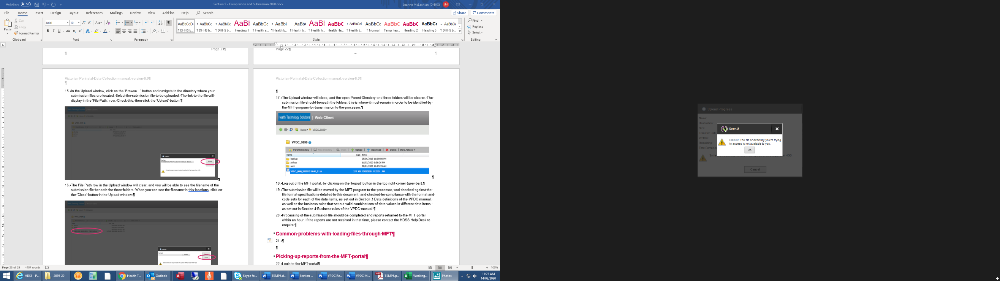 AutoSave Off
Section 5 - Compilation and Submission 2020.docx
Joanne McLachlan (DHHS) JM
File Home Insert Design Layout References Mailings Review View Add-ins Help Search
Share Comments
Paste
Cut
Copy
Format Painter
Clipboard
Arial 10
Font
Paragraph
AaBbCcDc AaBbCc AaBbCc AaBl AaBbCc AaBb( AaBb( AaBl AaBbC AaBbCcD AaBbCc AaBbC AaBbC AaBbCc AaBbCc
¶ DHHS b... ¶ DHHS b... ¶ DHHS b... Heading 1 ¶ Health a... ¶ Health b... ¶ Health b... ¶ Health h... Health He... ¶ Health t... ¶ Normal Temp hea... Heading 2 Heading 3 ¶ DHHS b...
Styles
Find
Replace
Select
Editing
Page 21¶
¶
Page 22¶
¶
Victorian·Perinatal·Data·Collection·manual,·version·8.0¶
¶
15. In the Upload window, click on the 'Browse…' button and navigate to the directory where your
submission files are located. Select the submission file to be uploaded. The link to the file will
display in the 'File Path:' row. Check this, then click the 'Upload' button.¶
Web Client
Upload
Upload
¶
16. The File Path row in the Upload window will clear, and you will be able to see the filename of the
submission file beneath the three folders. When you can see the filename in this locations, click on
the 'Close' button in the Upload window:¶
Web Client
Upload
Victorian·Perinatal·Data·Collection·manual,·version·8.0¶
¶
17. The Upload window will close, and the open Parent Directory and three folders will be clearer. The
submission file should beneath the folders: this is where it must remain in order to be identified by
the MFT program for transmission to the processor.¶
Health Technology Solutions | Web Client
Home VPDC_9999
VPDC_9999
Parent Directory | New Directory | Open | Upload | Download | Delete | More Actions
Name Size Time
backup 25/06/2019 11:00:08 PM
pickup 11/02/2020 6:56:26 PM
sent 30/01/2020 11:09:35 AM
2.17 KB 13/02/2020 11:22:51 AM
¶
18. Log out of the MFT portal, by clicking on the 'logout' button in the top right corner (grey bar).¶
19. The submission file will be moved by the MFT program to the processor, and checked against the
file format specifications detailed in this document, and checked for compliance with the format and
code sets for each of the data items, as set out in Section 3 Data definitions of the VPDC manual,
as well as the business rules that set out valid combinations of data values in different data items,
as set out in Section 4 Business rules of the VPDC manual.¶
20. Processing of the submission file should be completed and reports returned to the MFT portal
within an hour. If the reports are not received in that time, please contact the HDSS HelplDesk to
enquire.¶
Common·problems·with·loading·files·through·MFT¶
21. ¶
¶
Picking·up·reports·from·the·MFT·portal¶
22. Login to the MFT portal¶
Page 28 of 29 4407 words
100%
HDSS - P... 2019-20 Health T... Outlook Skype fo... TEMP6.d... Section ... VPDC Re... VPDC M... TEMP6.p... Working... Photos
11:27 AM
14/02/2020
Upload Progress
Name:
Destination:
Size:
Transfer Rate:
Written:
Remaining:
Time Remaining
Serv-U
ERROR: The file or directory you're trying
to access is not available to you.
OK
Cancel